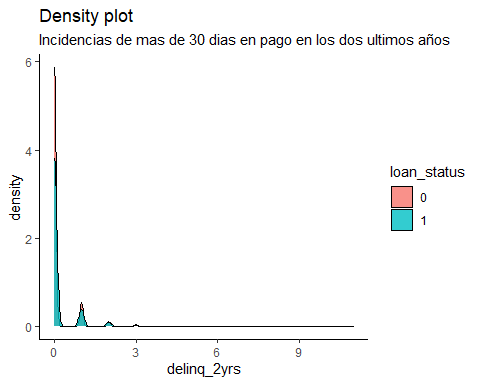 Density plot
Incidencias de mas de 30 dias en pago en los dos ultimos años
6
4
2
0
density
0 3 6 9
delinq_2yrs
loan_status
0
1